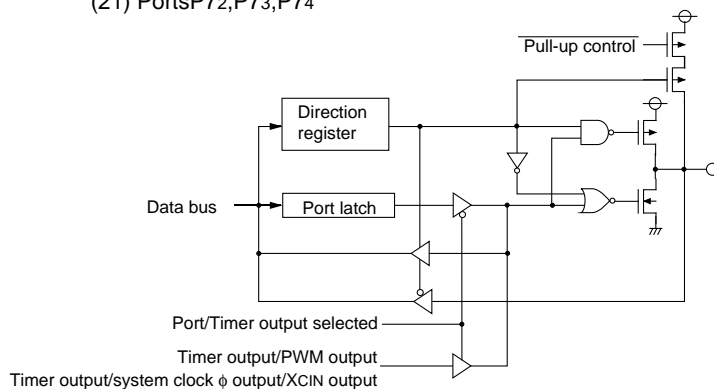 (21) PortsP72,P73,P74
Pull-up control
Direction
register
Data bus
Port latch
Port/Timer output selected
Timer output/PWM output
Timer output/system clock ϕ output/XCIN output